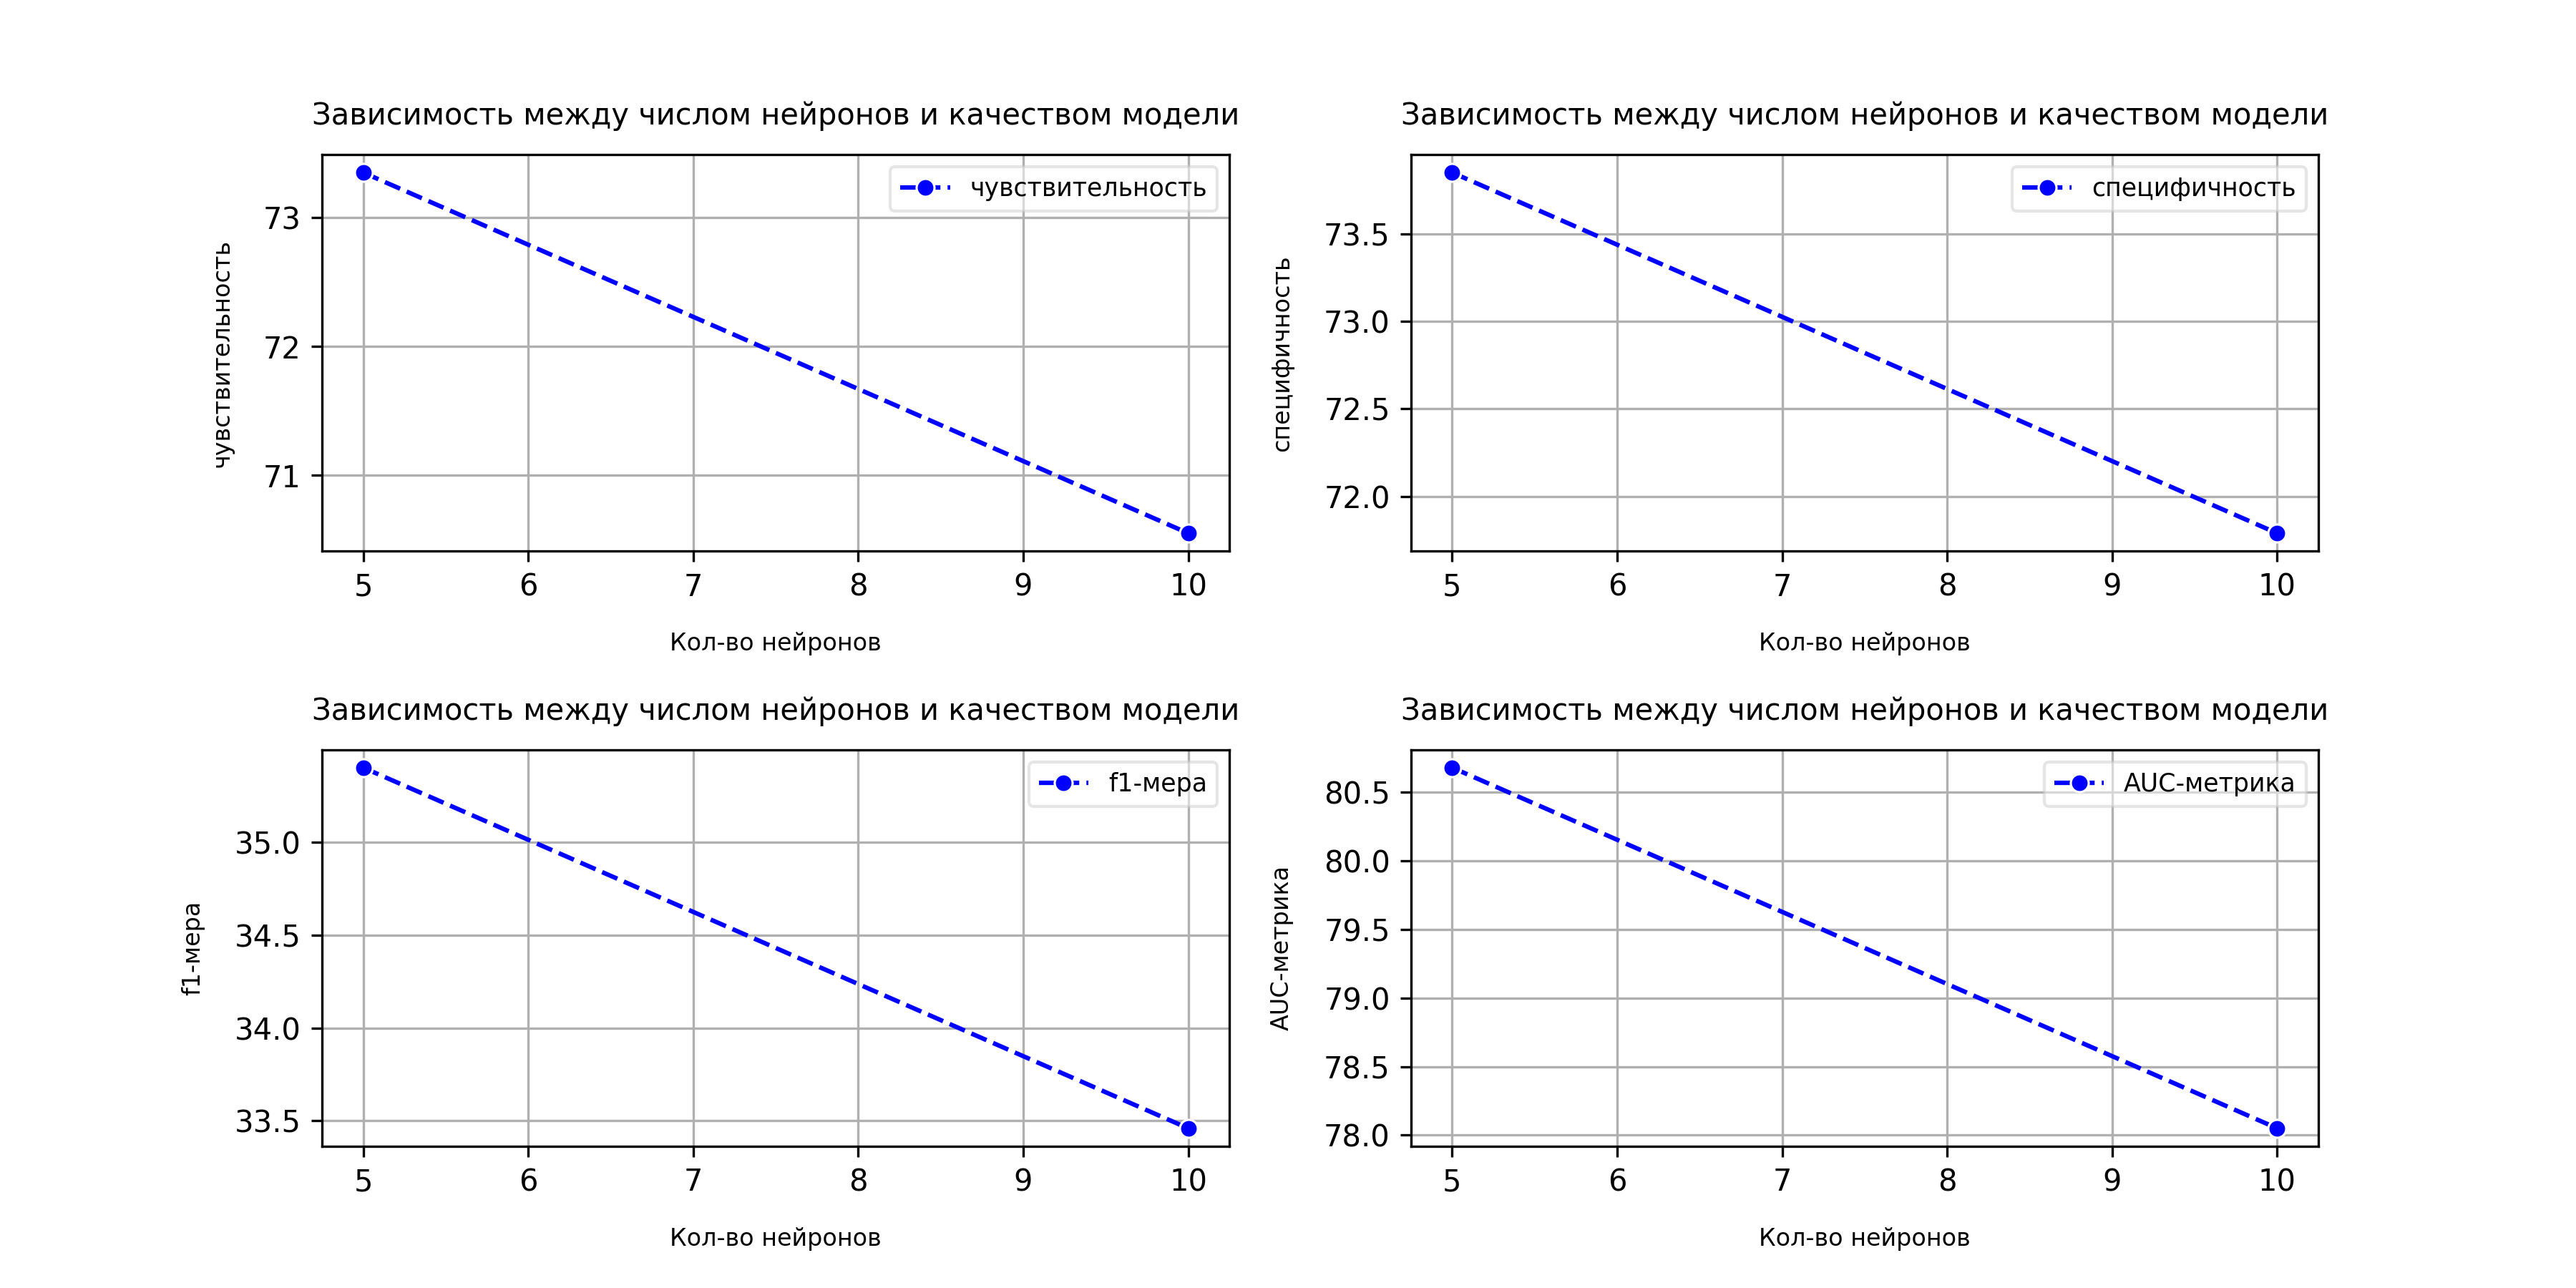 Зависимость между числом нейронов и качеством модели
чувствительность
73
72
71
чувствительность
5 6 7 8 9 10
Кол-во нейронов
Зависимость между числом нейронов и качеством модели
специфичность
73.5
73.0
72.5
72.0
специфичность
5 6 7 8 9 10
Кол-во нейронов
Зависимость между числом нейронов и качеством модели
f1-мера
35.0
34.5
34.0
33.5
f1-мера
5 6 7 8 9 10
Кол-во нейронов
Зависимость между числом нейронов и качеством модели
AUC-метрика
80.5
80.0
79.5
79.0
78.5
78.0
AUC-метрика
5 6 7 8 9 10
Кол-во нейронов